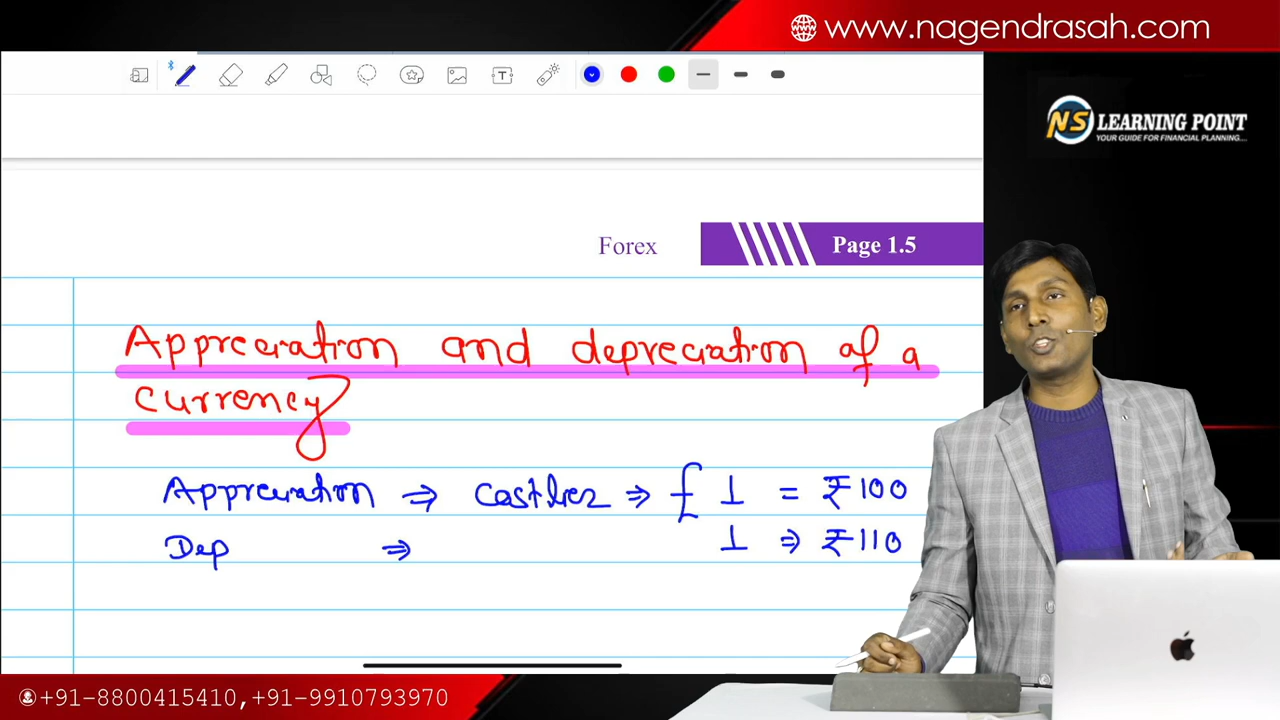 www.nagendrasah.com
NS LEARNING POINT
YOUR GUIDE FOR FINANCIAL PLANNING....
T
Forex
Page 1.5
Appreciation and depreciation of a
currency
Appreciation ⇒ Costlier ⇒ £ 1 = ₹100
Dep ⇒ 1 ⇒ ₹110
+91-8800415410,+91-9910793970